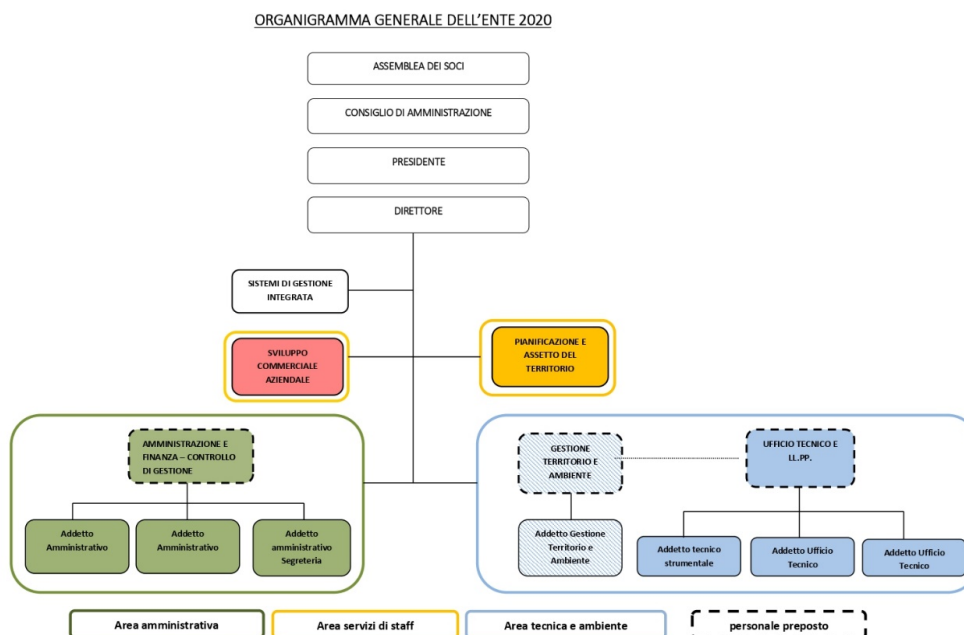 ORGANIGRAMMA GENERALE DELL'ENTE 2020
ASSEMBLEA DEI SOCI
CONSIGLIO DI AMMINISTRAZIONE
PRESIDENTE
DIRETTORE
SISTEMI DI GESTIONE
INTEGRATA
SVILUPPO
COMMERCIALE
AZIENDALE
PIANIFICAZIONE E
ASSETTO DEL
TERRITORIO
AMMINISTRAZIONE E
FINANZA – CONTROLLO
DI GESTIONE
GESTIONE
TERRITORIO E
AMBIENTE
UFFICIO TECNICO E
LL.PP.
Addetto
Amministrativo
Addetto
Amministrativo
Addetto
amministrativo
Segreteria
Addetto Gestione
Territorio e
Ambiente
Addetto tecnico
strumentale
Addetto Ufficio
Tecnico
Addetto Ufficio
Tecnico
Area amministrativa
Area servizi di staff
Area tecnica e ambiente
personale preposto